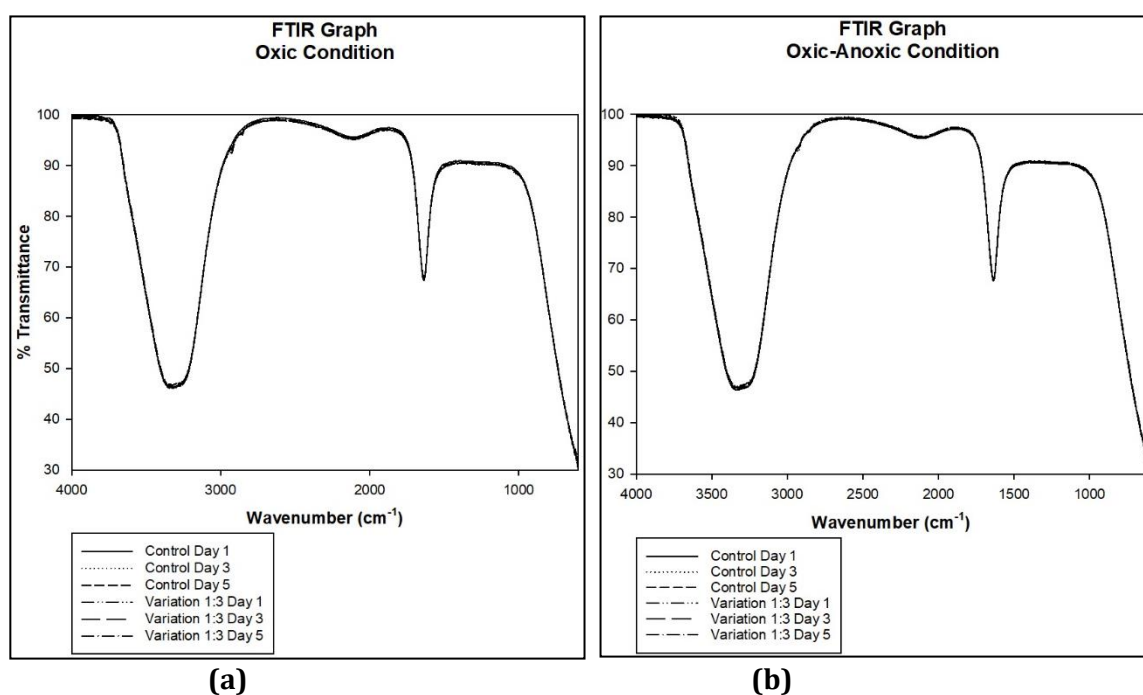 FTIR Graph
Oxic Condition
100
90
80
70
60
50
40
30
% Transmittance
4000
3000
2000
1000
Wavenumber (cm⁻¹)
Control Day 1
Control Day 3
Control Day 5
Variation 1:3 Day 1
Variation 1:3 Day 3
Variation 1:3 Day 5
(a)
FTIR Graph
Oxic-Anoxic Condition
100
90
80
70
60
50
40
30
4000
3500
3000
2500
2000
1500
1000
Wavenumber (cm⁻¹)
Control Day 1
Control Day 3
Control Day 5
Variation 1:3 Day 1
Variation 1:3 Day 3
Variation 1:3 Day 5
(b)